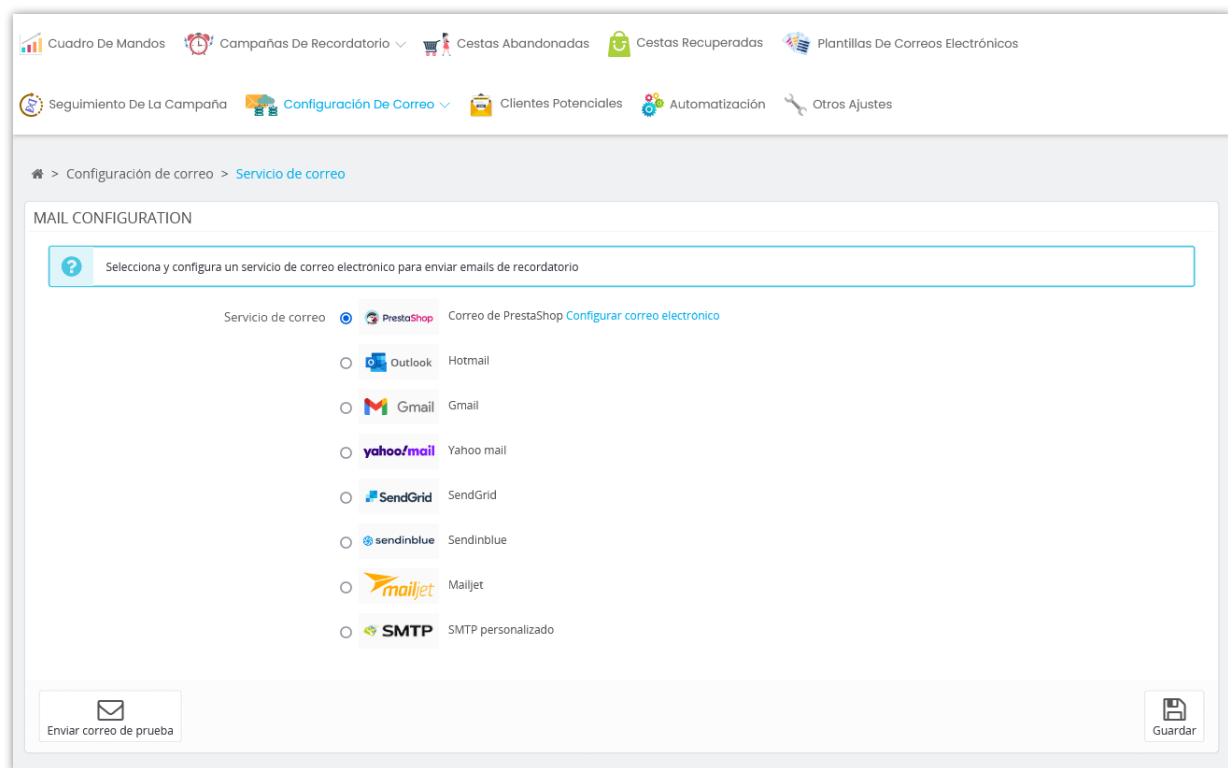 Cuadro De Mandos Campañas De Recordatorio Cestas Abandonadas Cestas Recuperadas Plantillas De Correos Electrónicos
Seguimiento De La Campaña Configuración De Correo Clientes Potenciales Automatización Otros Ajustes
> Configuración de correo > Servicio de correo
MAIL CONFIGURATION
? Selecciona y configura un servicio de correo electrónico para enviar emails de recordatorio
Servicio de correo PrestaShop Correo de PrestaShop Configurar correo electrónico
Outlook Hotmail
Gmail Gmail
yahoo!mail Yahoo mail
SendGrid SendGrid
sendinblue Sendinblue
mailjet Mailjet
SMTP SMTP personalizado
Enviar correo de prueba Guardar